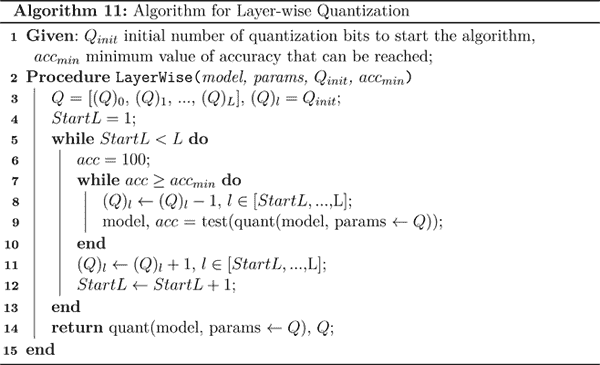 Algorithm 11: Algorithm for Layer-wise Quantization
1 Given: Q_init initial number of quantization bits to start the algorithm,
acc_min minimum value of accuracy that can be reached;
2 Procedure LayerWise(model, params, Q_init, acc_min)
3 Q = [(Q)_0, (Q)_1, ..., (Q)_L], (Q)_l = Q_init;
4 StartL = 1;
5 while StartL < L do
6 acc = 100;
7 while acc ≥ acc_min do
8 (Q)_l ← (Q)_l − 1, l ∈ [StartL,...,L];
9 model, acc = test(quant(model, params ← Q));
10 end
11 (Q)_l ← (Q)_l + 1, l ∈ [StartL,...,L];
12 StartL ← StartL + 1;
13 end
14 return quant(model, params ← Q), Q;
15 end